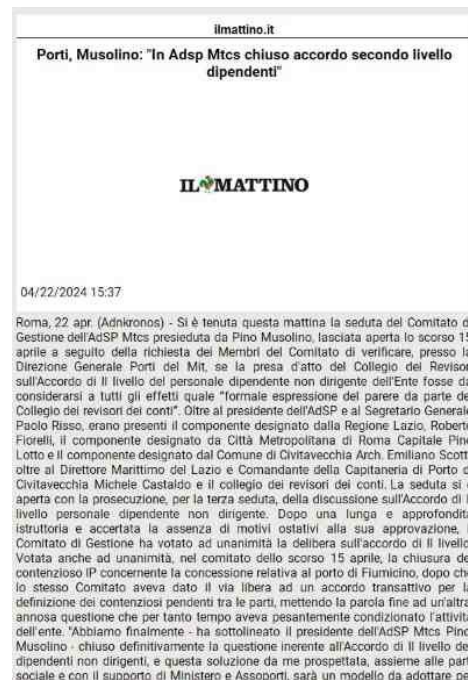 ilmattino.it
Porti, Musolino: "In Adsp Mtcs chiuso accordo secondo livello
dipendenti"
IL MATTINO
04/22/2024 15:37
Roma, 22 apr. (Adnkronos) - Si è tenuta questa mattina la seduta del Comitato d
Gestione dell'AdSP Mtcs presieduta da Pino Musolino, lasciata aperta lo scorso 15
aprile a seguito della richiesta dei Membri del Comitato di verificare, presso la
Direzione Generale Porti del Mit, se la presa d'atto del Collegio dei Revisor
sull'Accordo di II livello del personale dipendente non dirigente dell'Ente fosse da
considerarsi a tutti gli effetti quale "formale espressione del parere da parte de
Collegio dei revisori dei conti". Oltre al presidente dell'AdSP e al Segretario Generale
Paolo Risso, erano presenti il componente designato dalla Regione Lazio, Roberto
Fiorelli, il componente designato da Città Metropolitana di Roma Capitale Pino
Lotto e il componente designato dal Comune di Civitavecchia Arch. Emiliano Scott
oltre al Direttore Marittimo del Lazio e Comandante della Capitaneria di Porto d
Civitavecchia Michele Castaldo e il collegio dei revisori dei conti. La seduta si è
aperta con la prosecuzione, per la terza seduta, della discussione sull'Accordo di I
livello personale dipendente non dirigente. Dopo una lunga e approfondita
istruttoria e accertata la assenza di motivi ostativi alla sua approvazione, i
Comitato di Gestione ha votato ad unanimità la delibera sull'accordo di II livello
Votata anche ad unanimità, nel comitato dello scorso 15 aprile, la chiusura de
contenzioso IP concernente la concessione relativa al porto di Fiumicino, dopo che
lo stesso Comitato aveva dato il via libera ad un accordo transattivo per la
definizione dei contenziosi pendenti tra le parti, mettendo la parola fine ad un'altra
annosa questione che per tanto tempo aveva pesantemente condizionato l'attività
dell'ente. "Abbiamo finalmente - ha sottolineato il presidente dell'AdSP Mtcs Pino
Musolino - chiuso definitivamente la questione inerente all'Accordo di II livello de
dipendenti non dirigenti, e questa soluzione da me prospettata, assieme alle part
sociale e con il supporto di Ministero e Assoporti, sarà un modello da adottare pe